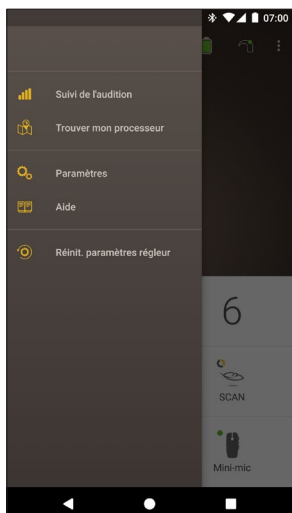 07:00
Suivi de l'audition
Trouver mon processeur
Paramètres
Aide
Réinit. paramètres régleur
6
SCAN
Mini-mic